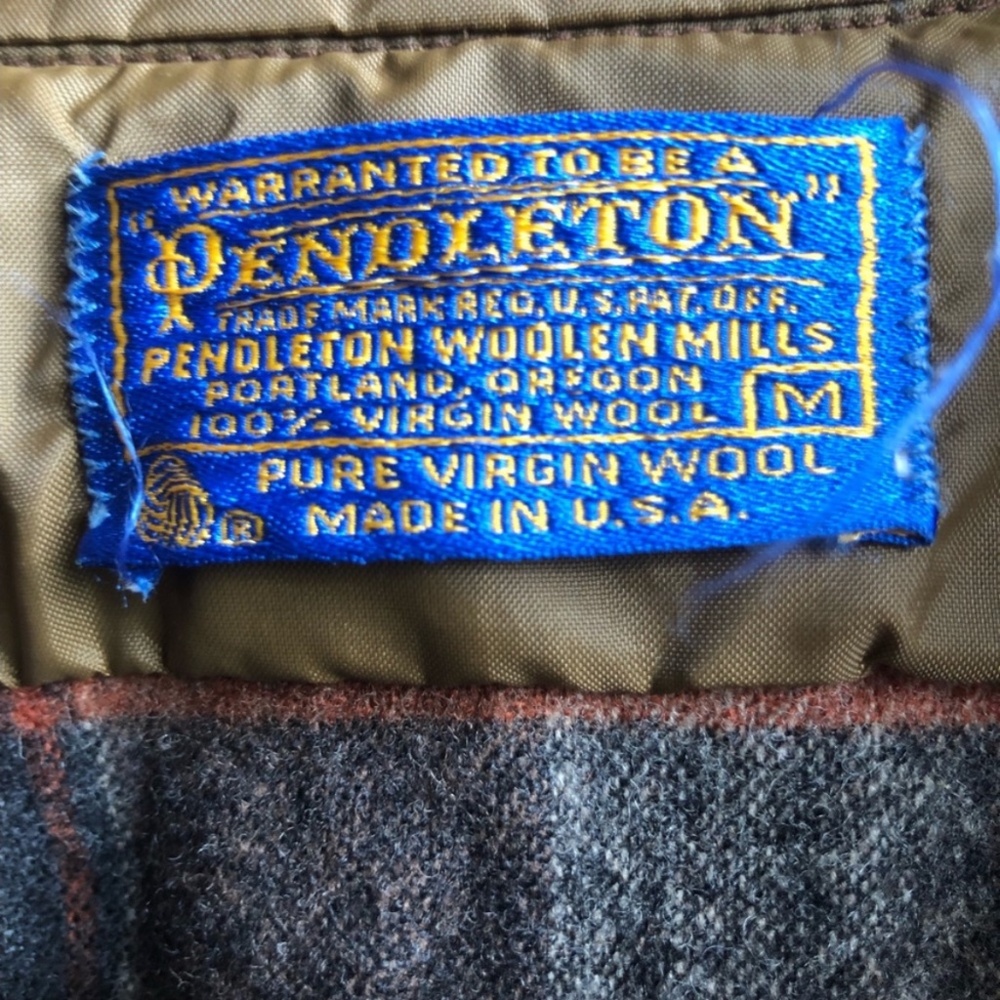 WARRANTED TO BE A
"PENDLETON"
TRADE MARK REG. U.S. PAT. OFF.
PENDLETON WOOLEN MILLS
PORTLAND, OREGON
100% VIRGIN WOOL M
PURE VIRGIN WOOL
® MADE IN U.S.A.